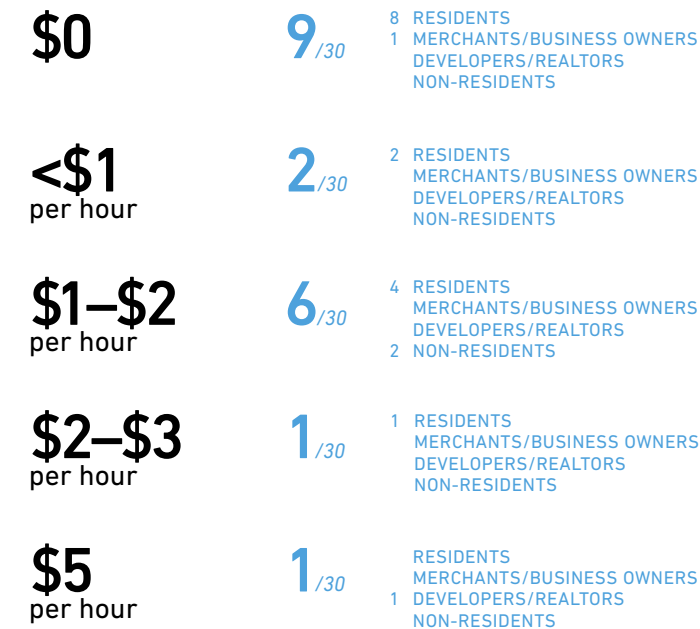 $0
9/30
8 RESIDENTS
1 MERCHANTS/BUSINESS OWNERS
DEVELOPERS/REALTORS
NON-RESIDENTS
<$1
per hour
2/30
2 RESIDENTS
MERCHANTS/BUSINESS OWNERS
DEVELOPERS/REALTORS
NON-RESIDENTS
$1–$2
per hour
6/30
4 RESIDENTS
MERCHANTS/BUSINESS OWNERS
DEVELOPERS/REALTORS
2 NON-RESIDENTS
$2–$3
per hour
1/30
1 RESIDENTS
MERCHANTS/BUSINESS OWNERS
DEVELOPERS/REALTORS
NON-RESIDENTS
$5
per hour
1/30
RESIDENTS
MERCHANTS/BUSINESS OWNERS
1 DEVELOPERS/REALTORS
NON-RESIDENTS